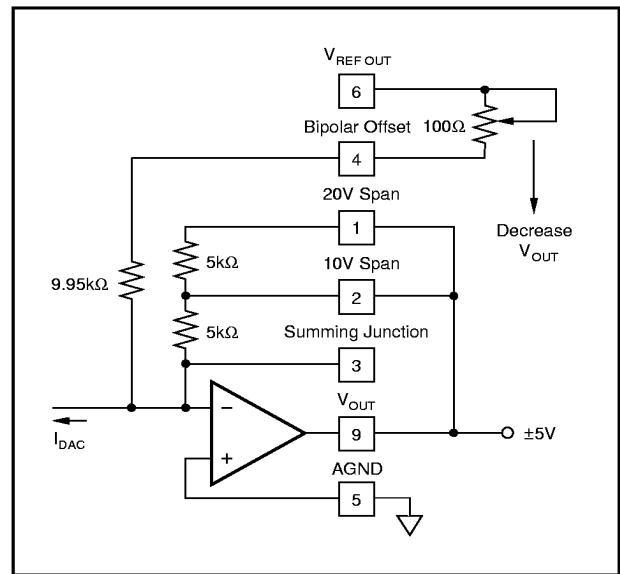 V_REF OUT
6
Bipolar Offset
100Ω
4
20V Span
1
Decrease
V_OUT
5kΩ
10V Span
9.95kΩ
2
5kΩ
Summing Junction
3
V_OUT
−
I_DAC
9
±5V
+
AGND
5